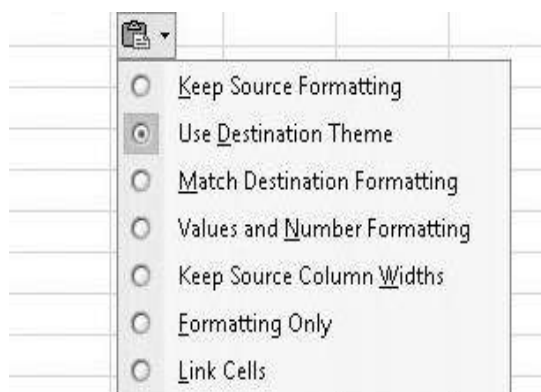 Keep Source Formatting
Use Destination Theme
Match Destination Formatting
Values and Number Formatting
Keep Source Column Widths
Formatting Only
Link Cells